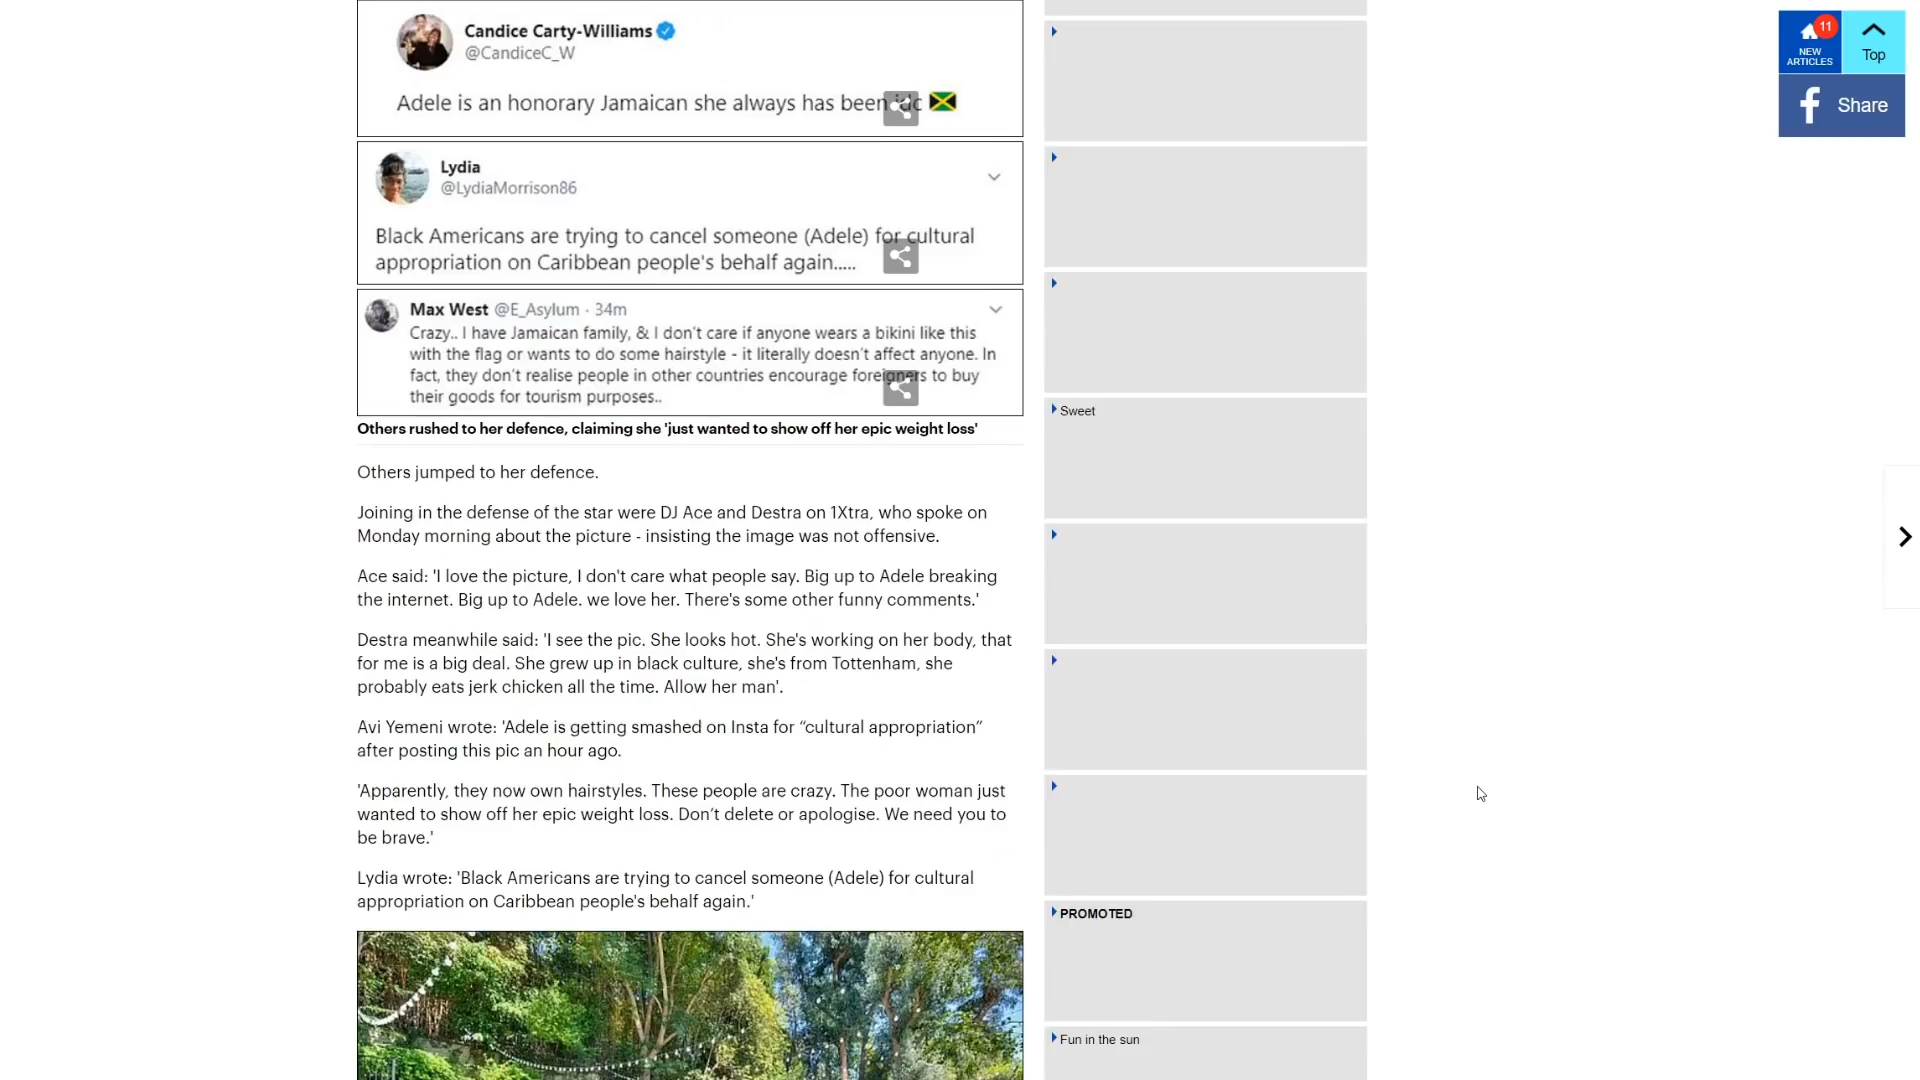 Candice Carty-Williams
@CandiceC_W
Adele is an honorary Jamaican she always has been idc
Lydia
@LydiaMorrison86
Black Americans are trying to cancel someone (Adele) for cultural
appropriation on Caribbean people's behalf again.....
Max West @E_Asylum · 34m
Crazy.. I have Jamaican family, & I don't care if anyone wears a bikini like this
with the flag or wants to do some hairstyle - it literally doesn't affect anyone. In
fact, they don't realise people in other countries encourage foreigners to buy
their goods for tourism purposes..
Others rushed to her defence, claiming she 'just wanted to show off her epic weight loss'
Others jumped to her defence.
Joining in the defense of the star were DJ Ace and Destra on 1Xtra, who spoke on
Monday morning about the picture - insisting the image was not offensive.
Ace said: 'I love the picture, I don't care what people say. Big up to Adele breaking
the internet. Big up to Adele. we love her. There's some other funny comments.'
Destra meanwhile said: 'I see the pic. She looks hot. She's working on her body, that
for me is a big deal. She grew up in black culture, she's from Tottenham, she
probably eats jerk chicken all the time. Allow her man'.
Avi Yemeni wrote: 'Adele is getting smashed on Insta for “cultural appropriation”
after posting this pic an hour ago.
'Apparently, they now own hairstyles. These people are crazy. The poor woman just
wanted to show off her epic weight loss. Don’t delete or apologise. We need you to
be brave.'
Lydia wrote: 'Black Americans are trying to cancel someone (Adele) for cultural
appropriation on Caribbean people's behalf again.'
Sweet
PROMOTED
Fun in the sun
11
NEW
ARTICLES
Top
Share